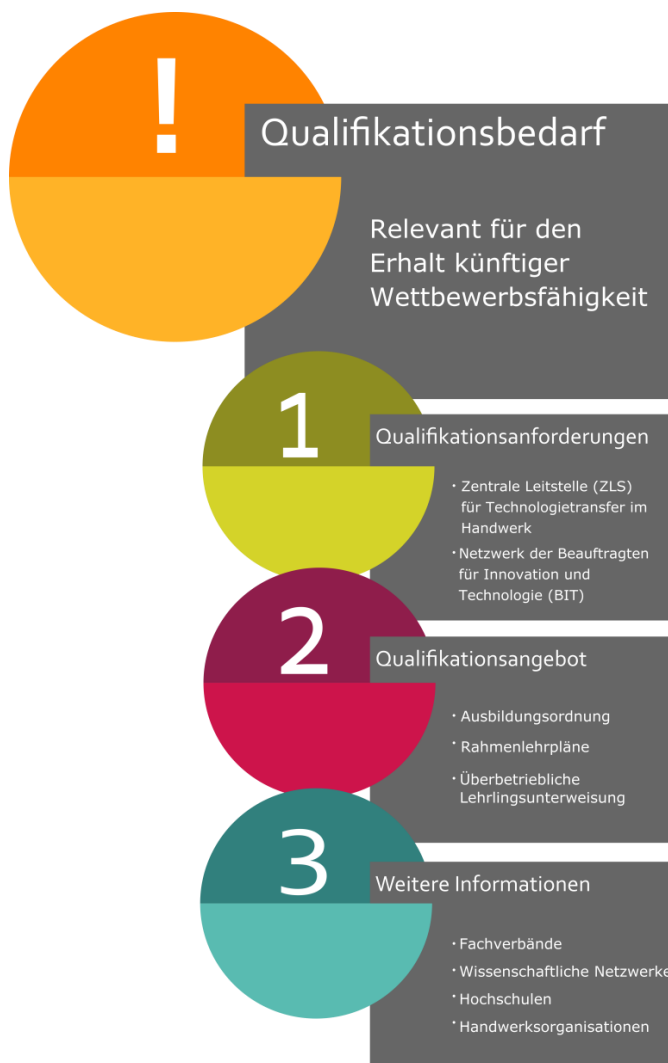 !
Qualifikationsbedarf
Relevant für den
Erhalt künftiger
Wettbewerbsfähigkeit
1
Qualifikationsanforderungen
· Zentrale Leitstelle (ZLS)
für Technologietransfer im
Handwerk
· Netzwerk der Beauftragten
für Innovation und
Technologie (BIT)
2
Qualifikationsangebot
· Ausbildungsordnung
· Rahmenlehrpläne
· Überbetriebliche
Lehrlingsunterweisung
3
Weitere Informationen
· Fachverbände
· Wissenschaftliche Netzwerke
· Hochschulen
· Handwerksorganisationen